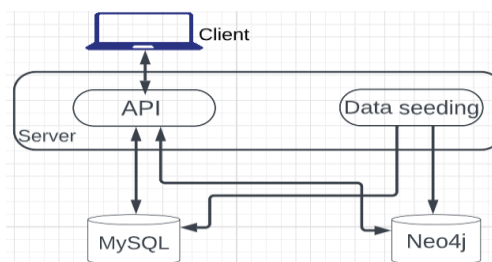 Client
API
Data seeding
Server
MySQL
Neo4j